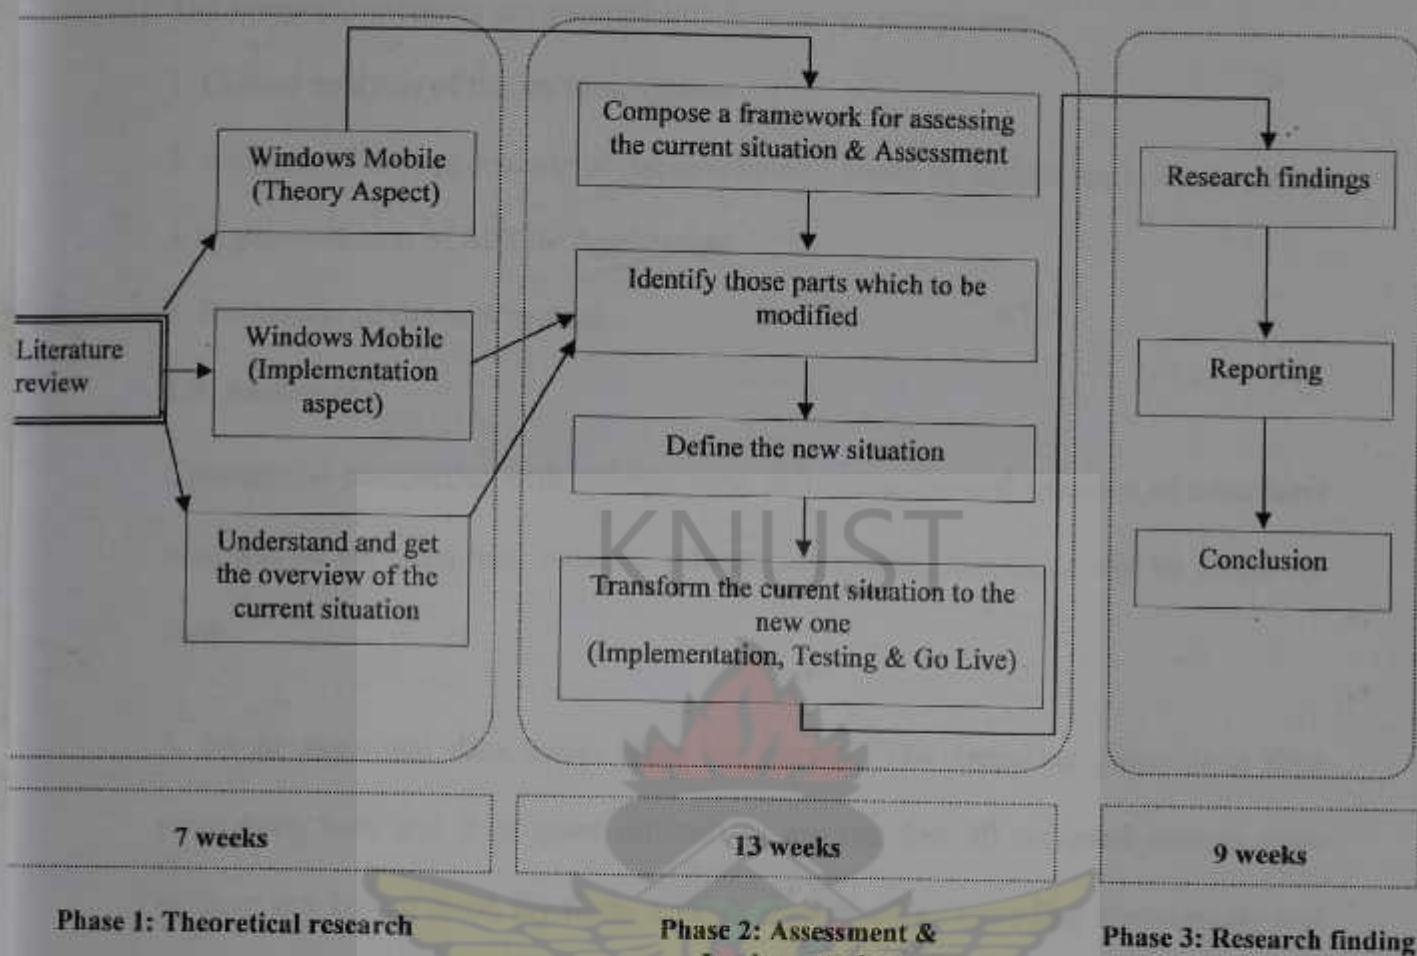 Literature
review
Windows Mobile
(Theory Aspect)
Windows Mobile
(Implementation
aspect)
Understand and get
the overview of the
current situation
Compose a framework for assessing
the current situation & Assessment
Identify those parts which to be
modified
Define the new situation
Transform the current situation to the
new one
(Implementation, Testing & Go Live)
Research findings
Reporting
Conclusion
KNUST
7 weeks
13 weeks
9 weeks
Phase 1: Theoretical research
Phase 2: Assessment &
Phase 3: Research finding